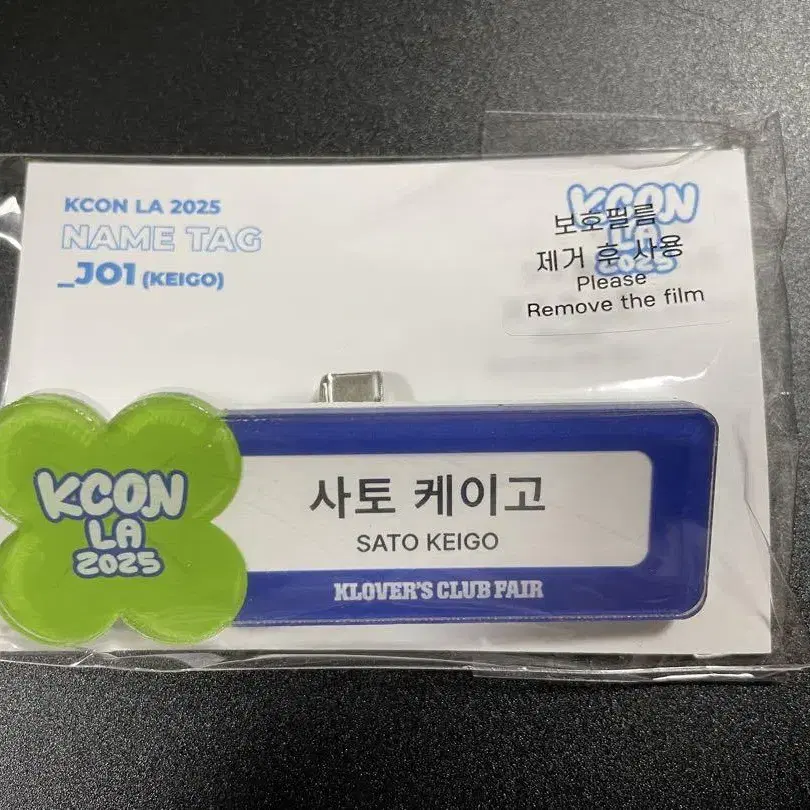 KCON LA 2025
NAME TAG
_JO1 (KEIGO)
KCON
LA
2025
보호필름
제거 후 사용
Please
Remove the film
KCON
LA
2025
사토 케이고
SATO KEIGO
KLOVER'S CLUB FAIR